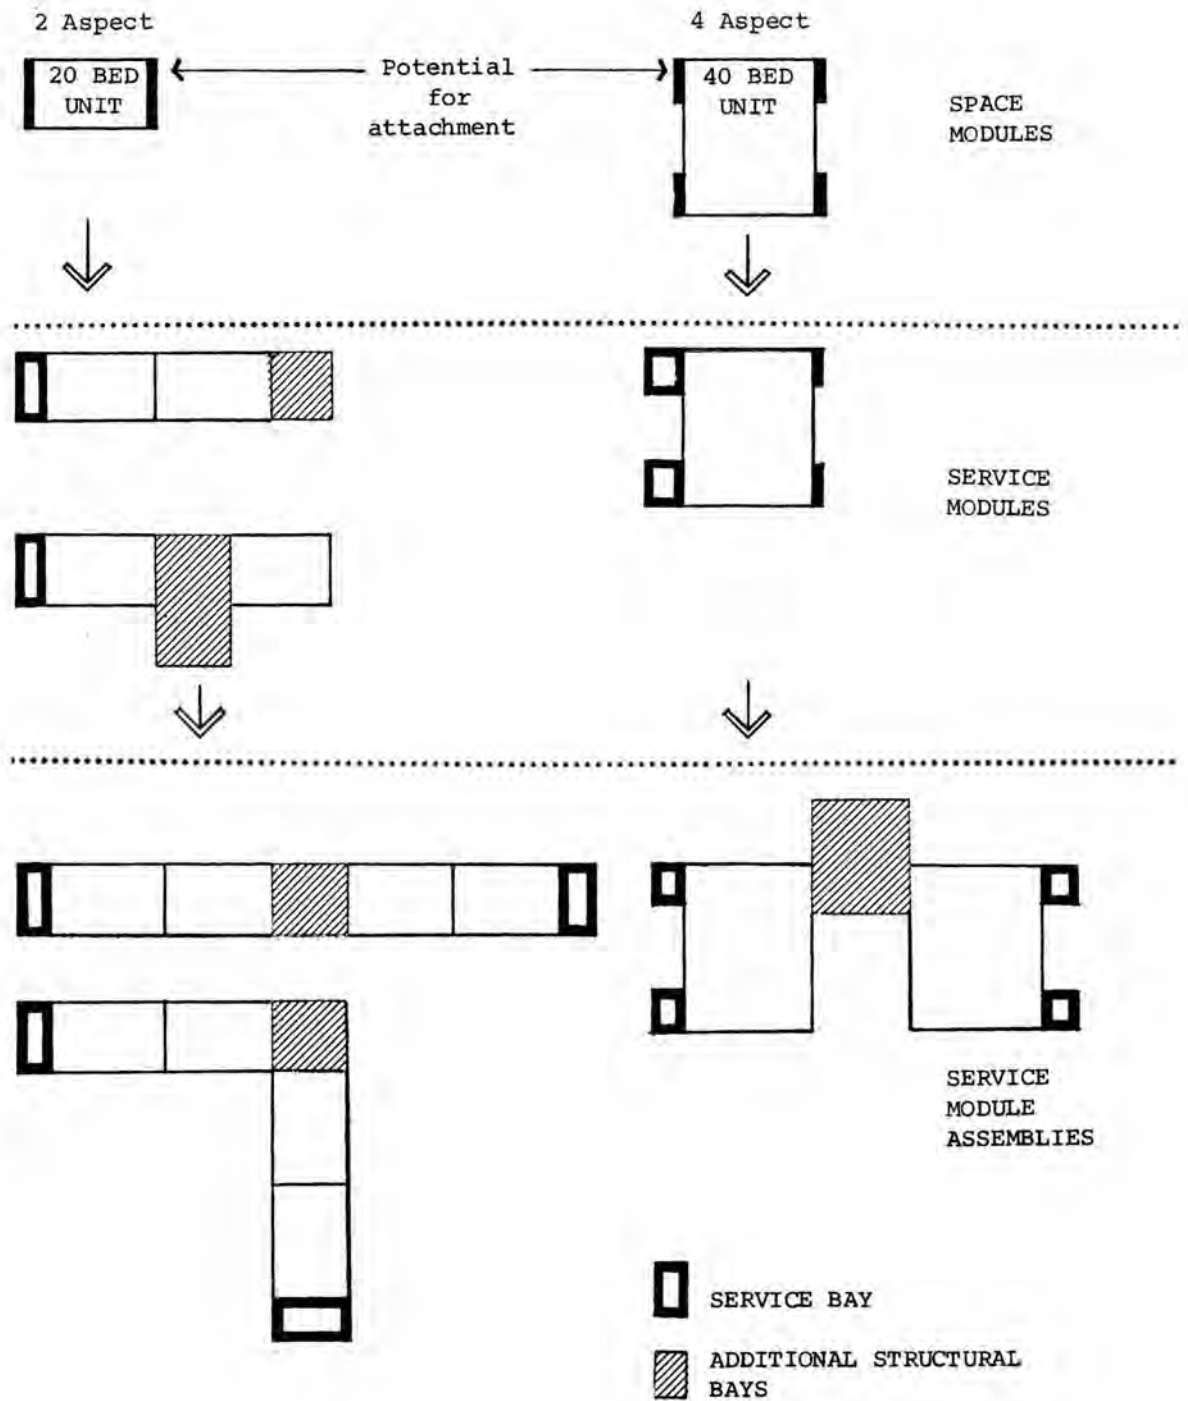 2 Aspect
4 Aspect
20 BED
UNIT
Potential
for
attachment
40 BED
UNIT
SPACE
MODULES
SERVICE
MODULES
SERVICE
MODULE
ASSEMBLIES
SERVICE BAY
ADDITIONAL STRUCTURAL
BAYS